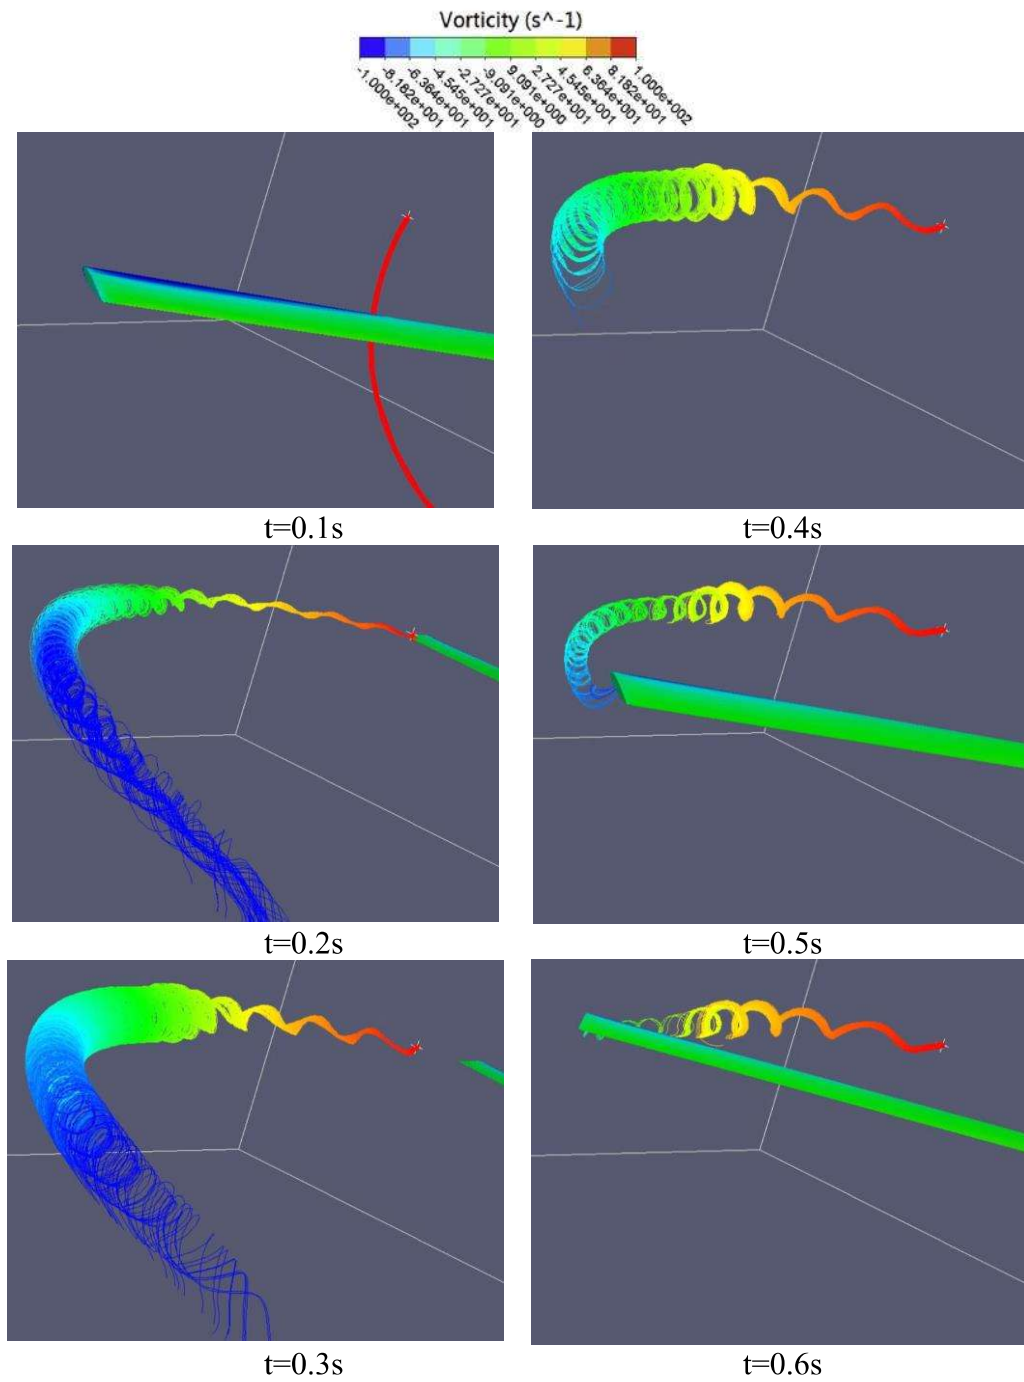 Vorticity (s^-1)
-1.000e+002
-8.182e+001
-6.364e+001
-4.545e+001
-2.727e+001
-9.091e+000
9.091e+000
2.727e+001
4.545e+001
6.364e+001
8.182e+001
1.000e+002
t=0.1s
t=0.4s
t=0.2s
t=0.5s
t=0.3s
t=0.6s